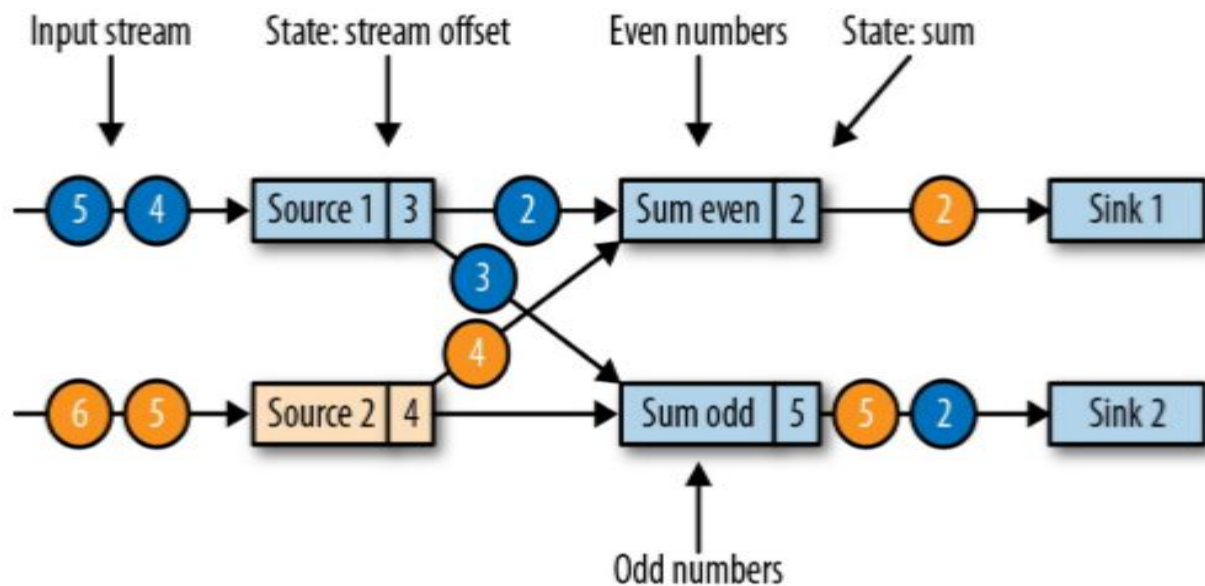 Input stream
State: stream offset
Even numbers
State: sum
5 4 Source 1 3 2 Sum even 2 2 Sink 1
3
4
6 5 Source 2 4 Sum odd 5 5 2 Sink 2
Odd numbers